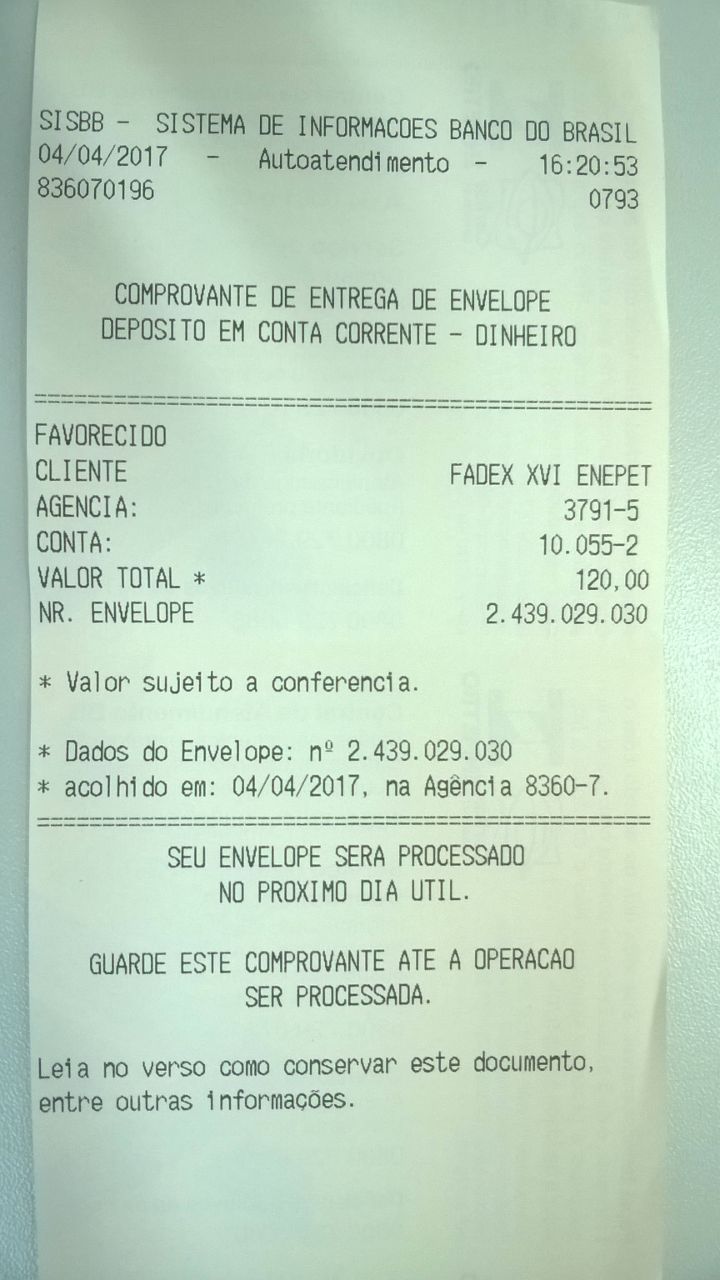 SISBB - SISTEMA DE INFORMACOES BANCO DO BRASIL
04/04/2017 - Autoatendimento - 16:20:53
836070196 0793
COMPROVANTE DE ENTREGA DE ENVELOPE
DEPOSITO EM CONTA CORRENTE - DINHEIRO
================================================
FAVORECIDO
CLIENTE FADEX XVI ENEPET
AGENCIA: 3791-5
CONTA: 10.055-2
VALOR TOTAL * 120,00
NR. ENVELOPE 2.439.029.030
* Valor sujeito a conferencia.
* Dados do Envelope: nº 2.439.029.030
* acolhido em: 04/04/2017, na Agência 8360-7.
================================================
SEU ENVELOPE SERA PROCESSADO
NO PROXIMO DIA UTIL.
GUARDE ESTE COMPROVANTE ATE A OPERACAO
SER PROCESSADA.
Leia no verso como conservar este documento,
entre outras informações.